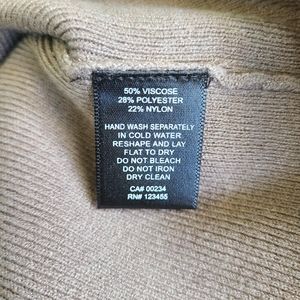 50% VISCOSE
28% POLYESTER
22% NYLON
HAND WASH SEPARATELY
IN COLD WATER
RESHAPE AND LAY
FLAT TO DRY
DO NOT BLEACH
DO NOT IRON
DRY CLEAN
CA# 00234
RN# 123455